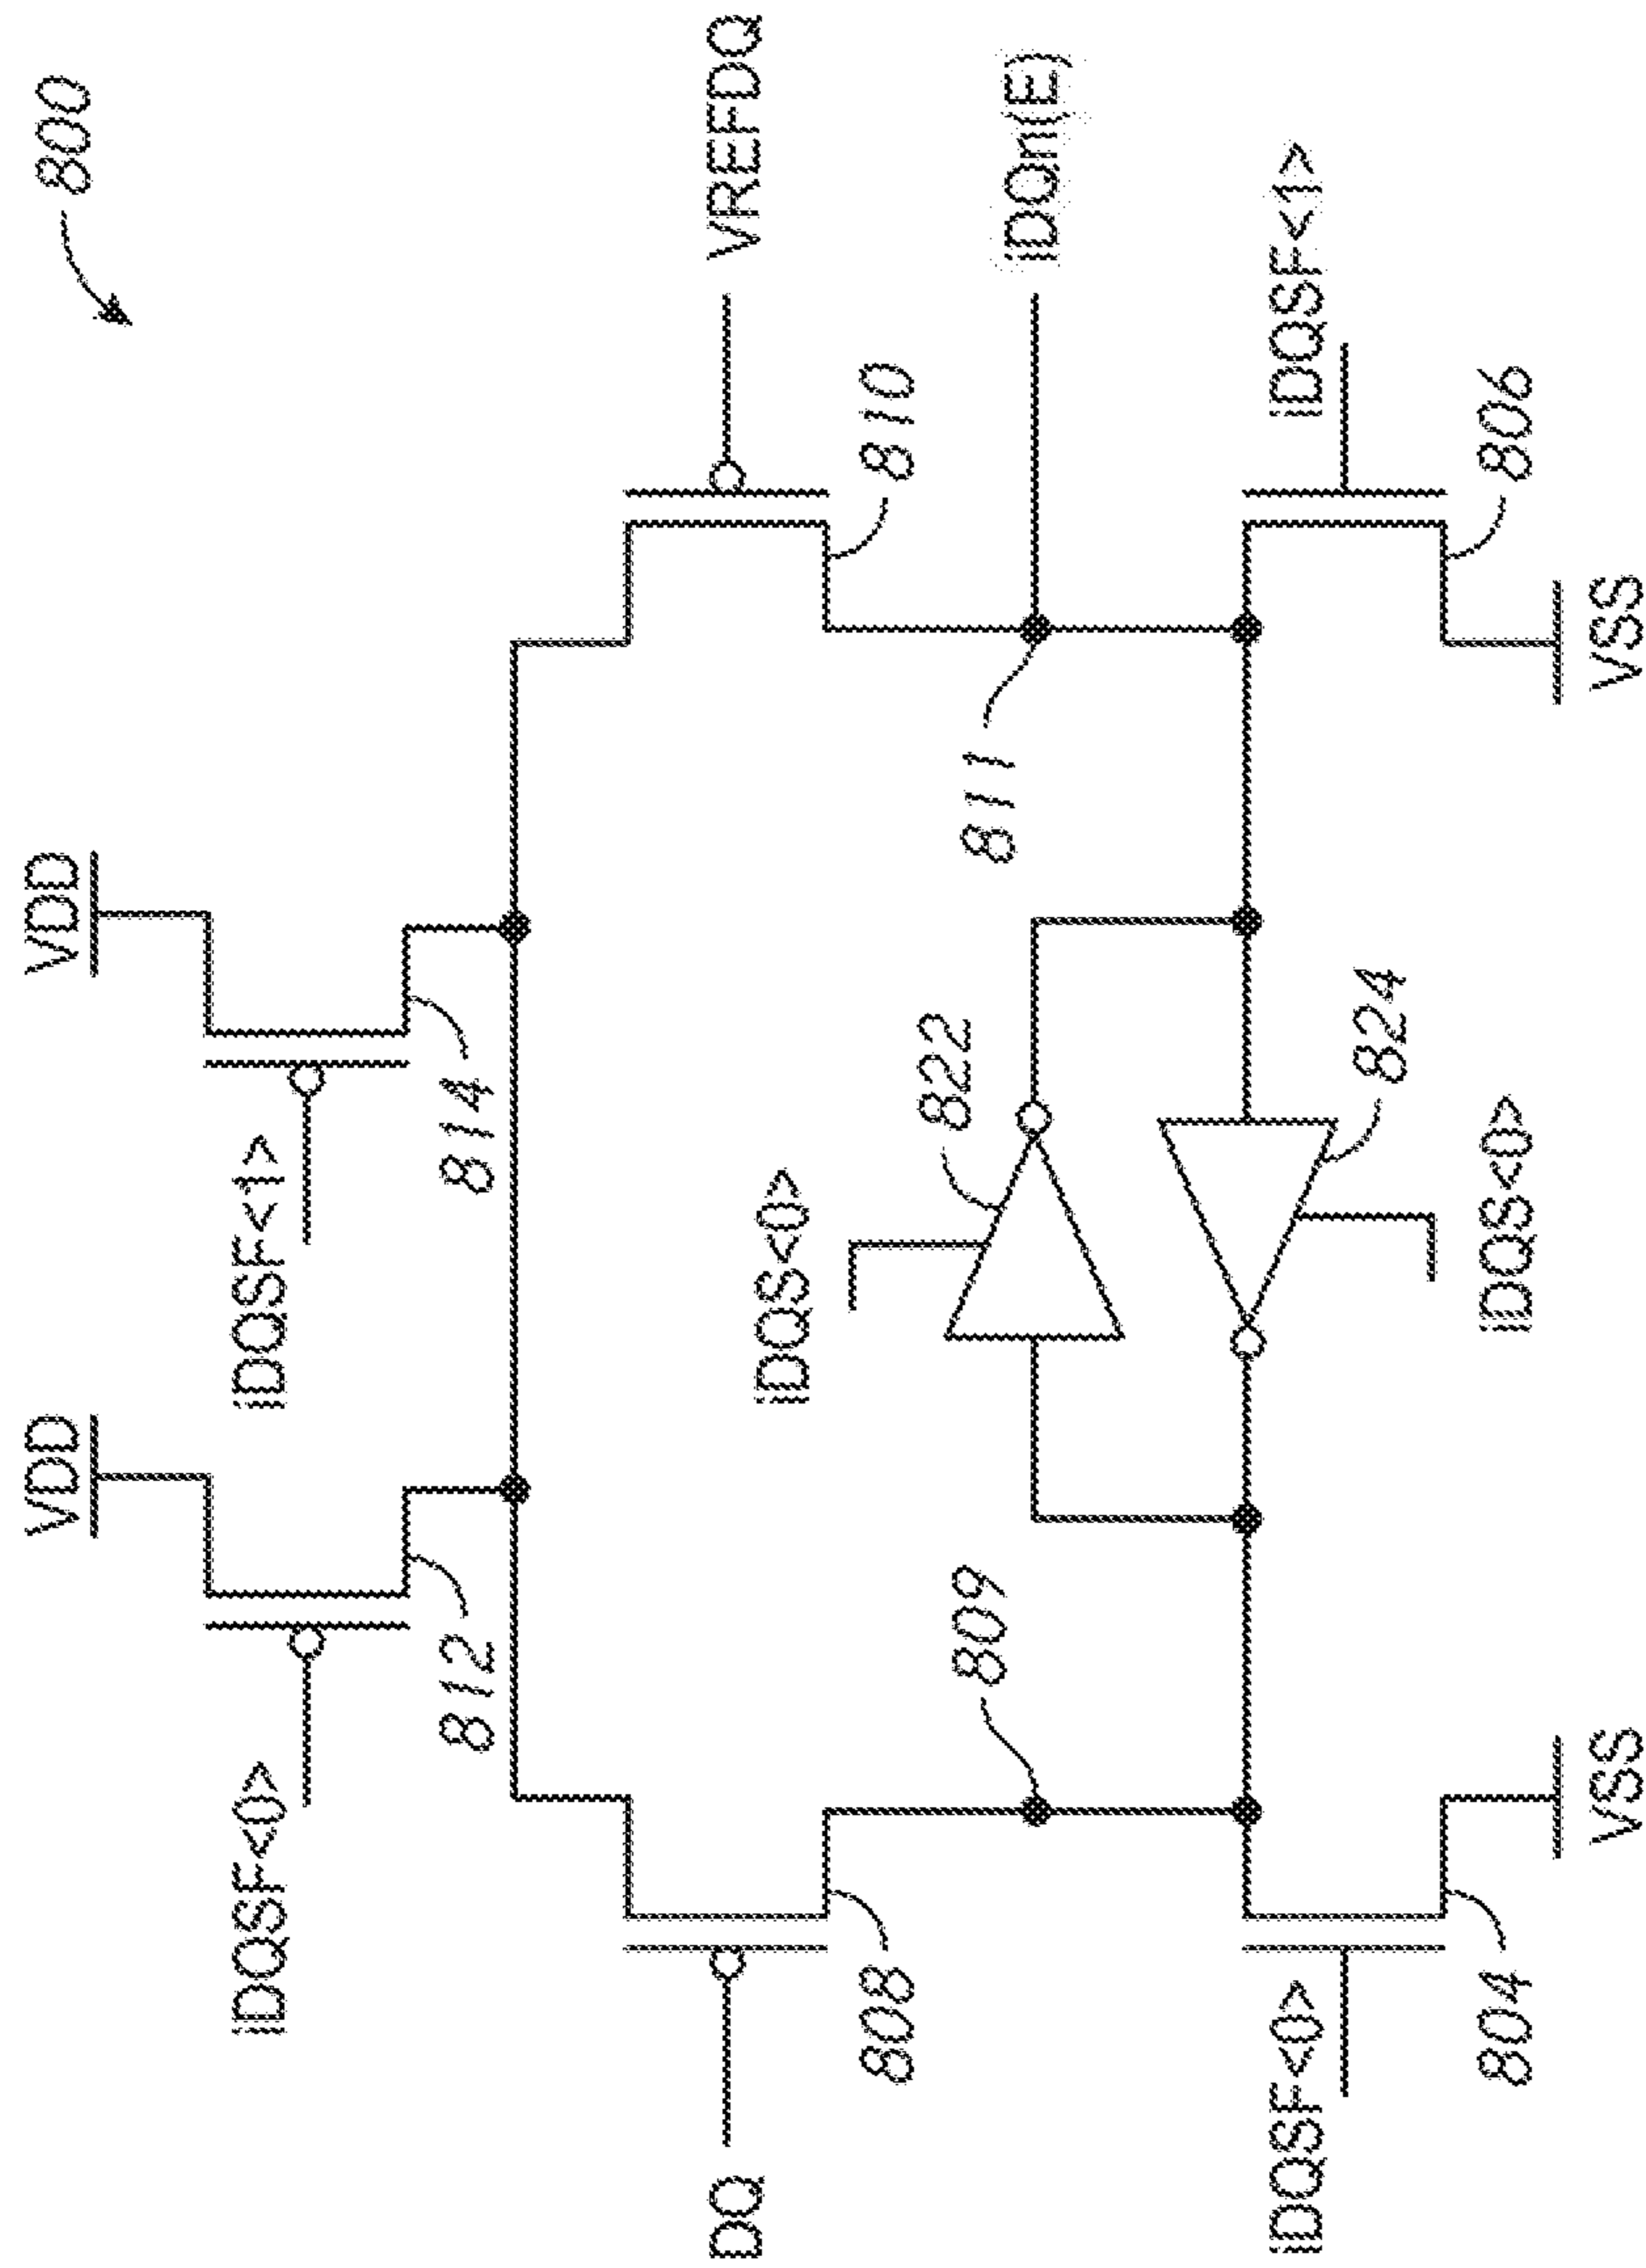 VDD
VDD
800
iDQSF<0>
iDQSF<1>
812
814
DQ
VREFDQ
iDQS<0>
808
810
822
809
811
iDQn(E)
iDQSF<0>
iDQSF<1>
824
804
iDQS<0>
806
VSS
VSS